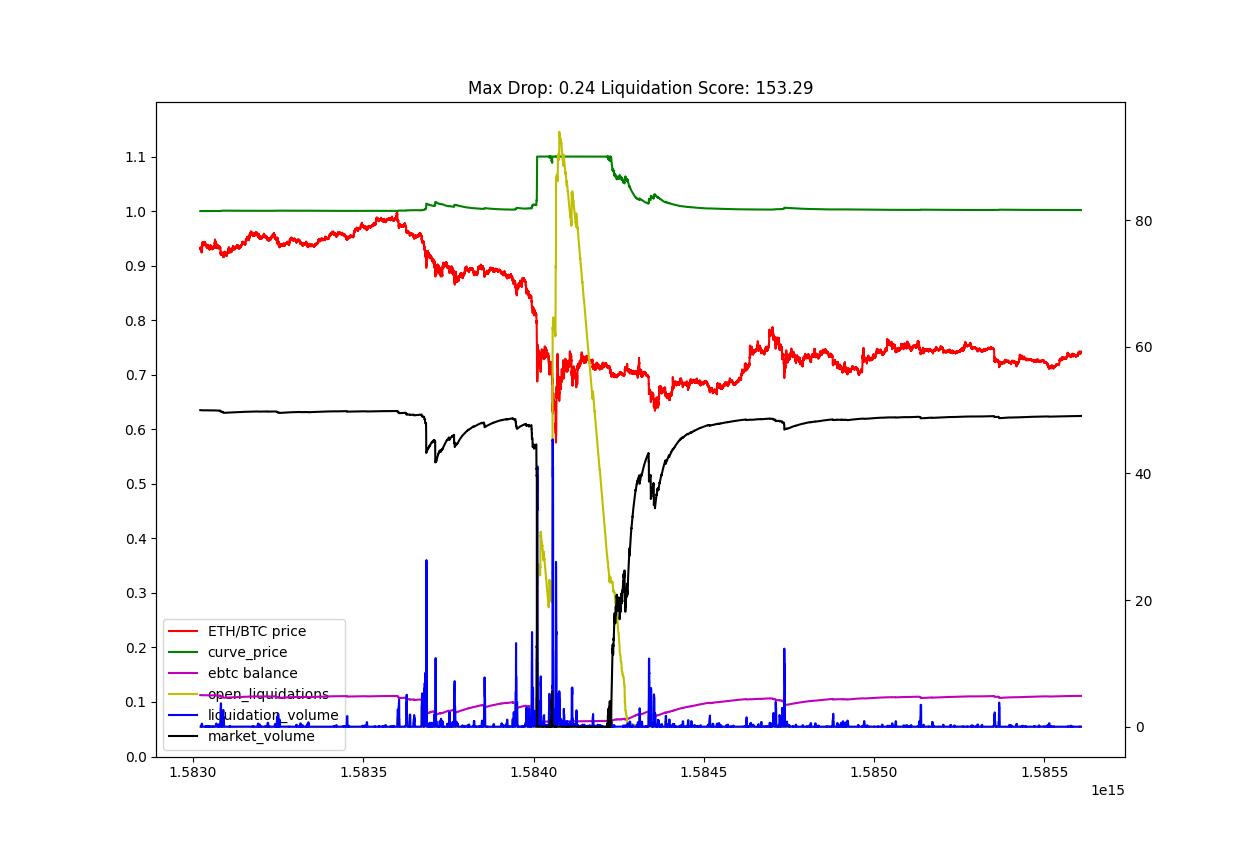 Max Drop: 0.24 Liquidation Score: 153.29
1.1
1.0
0.9
0.8
0.7
0.6
0.5
0.4
0.3
0.2
0.1
0.0
80
60
40
20
0
ETH/BTC price
curve_price
ebtc balance
open_liquidations
liquidation_volume
market_volume
1.5830 1.5835 1.5840 1.5845 1.5850 1.5855
1e15